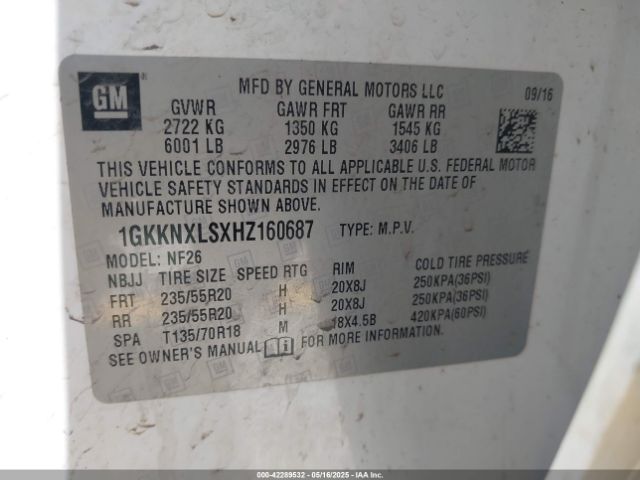 GM ®
MFD BY GENERAL MOTORS LLC 09/16
GVWR GAWR FRT GAWR RR
2722 KG 1350 KG 1545 KG
6001 LB 2976 LB 3406 LB
THIS VEHICLE CONFORMS TO ALL APPLICABLE U.S. FEDERAL MOTOR
VEHICLE SAFETY STANDARDS IN EFFECT ON THE DATE OF
MANUFACTURE SHOWN ABOVE.
1GKKNXLSXHZ160687 TYPE: M.P.V.
MODEL: NF26
NBJJ TIRE SIZE SPEED RTG RIM COLD TIRE PRESSURE
FRT 235/55R20 H 20X8J 250KPA(36PSI)
RR 235/55R20 H 20X8J 250KPA(36PSI)
SPA T135/70R18 M 18X4.5B 420KPA(60PSI)
SEE OWNER'S MANUAL FOR MORE INFORMATION.
000-42289532 - 05/16/2025 - IAAI.COM